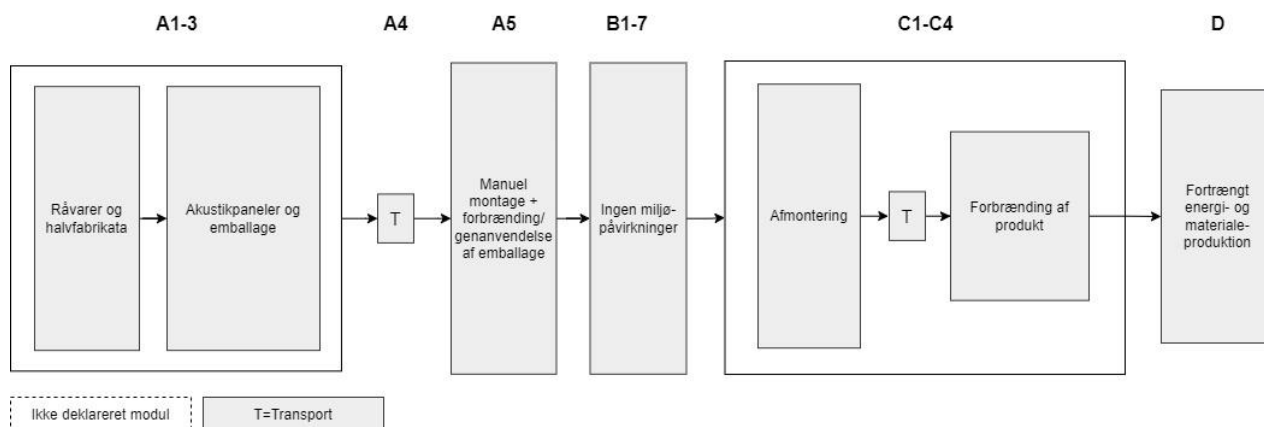 A1-3
A4
A5
B1-7
C1-C4
D
Råvarer og
halvfabrikata
Akustikpaneler og
emballage
T
Manuel
montage +
forbrænding/
genanvendelse
af emballage
Ingen miljø-
påvirkninger
Afmontering
T
Forbrænding af
produkt
Fortrængt
energi- og
materiale-
produktion
Ikke deklareret modul
T=Transport